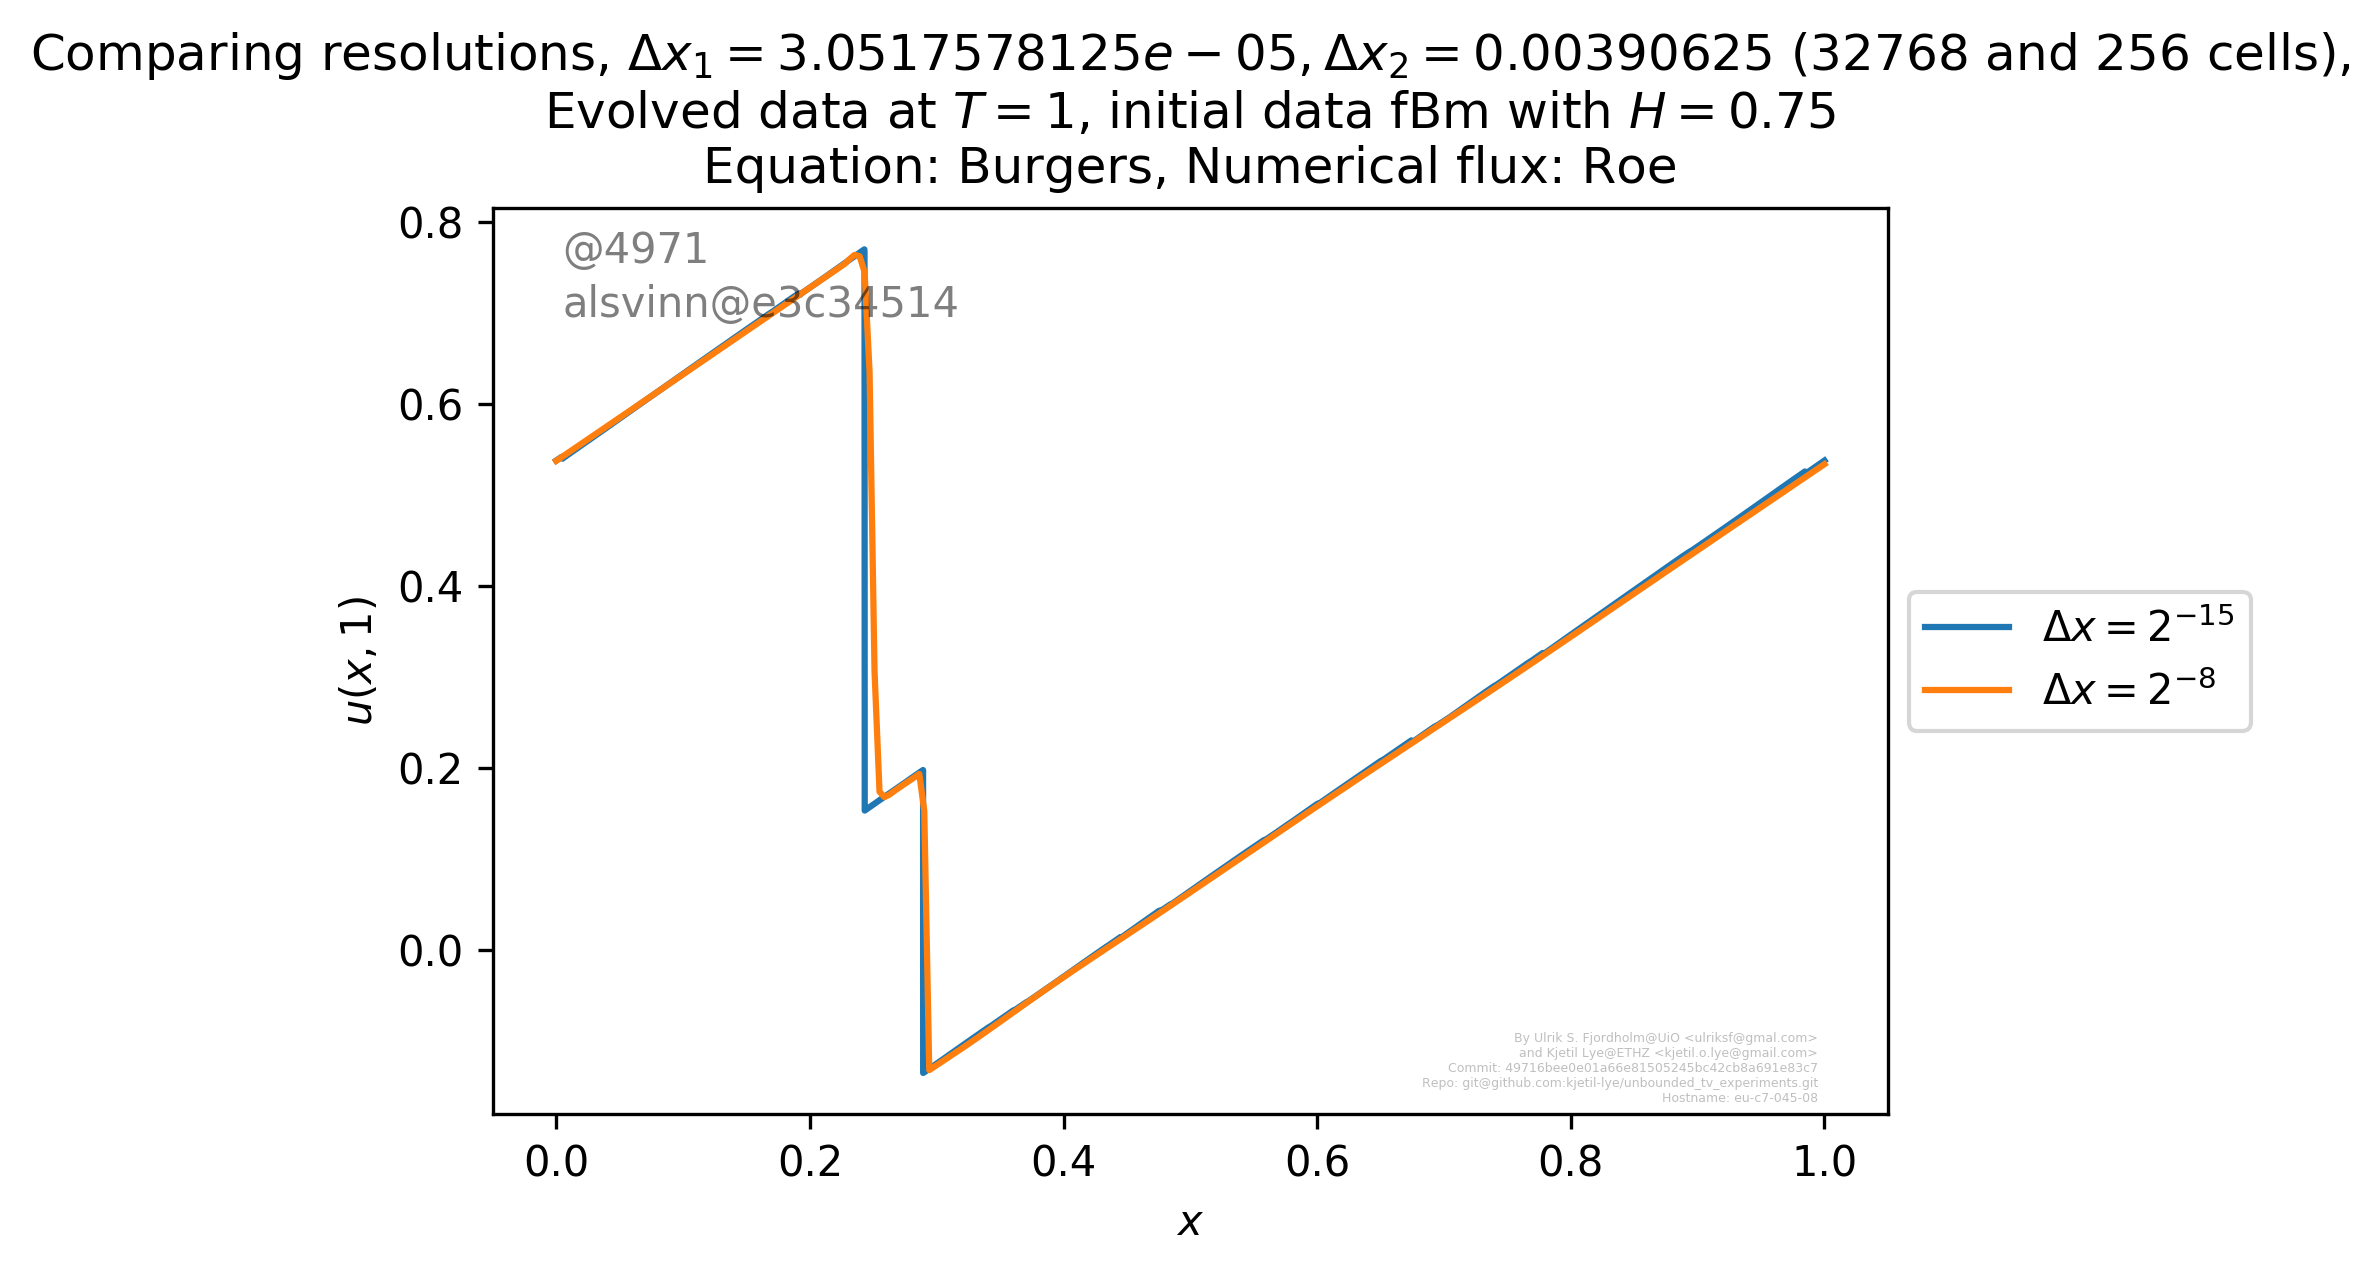 Comparing resolutions, Δx₁ = 3.0517578125e − 05, Δx₂ = 0.00390625 (32768 and 256 cells),
Evolved data at T = 1, initial data fBm with H = 0.75
Equation: Burgers, Numerical flux: Roe
@4971
alsvinn@e3c34514
0.8
0.6
0.4
0.2
0.0
u(x, 1)
Δx = 2⁻¹⁵
Δx = 2⁻⁸
By Ulrik S. Fjordholm@UiO <ulriksf@gmal.com>
and Kjetil Lye@ETHZ <kjetil.o.lye@gmail.com>
Commit: 49716bee0e01a66e81505245bc42cb8a691e83c7
Repo: git@github.com:kjetil-lye/unbounded_tv_experiments.git
Hostname: eu-c7-045-08
0.0 0.2 0.4 0.6 0.8 1.0
x